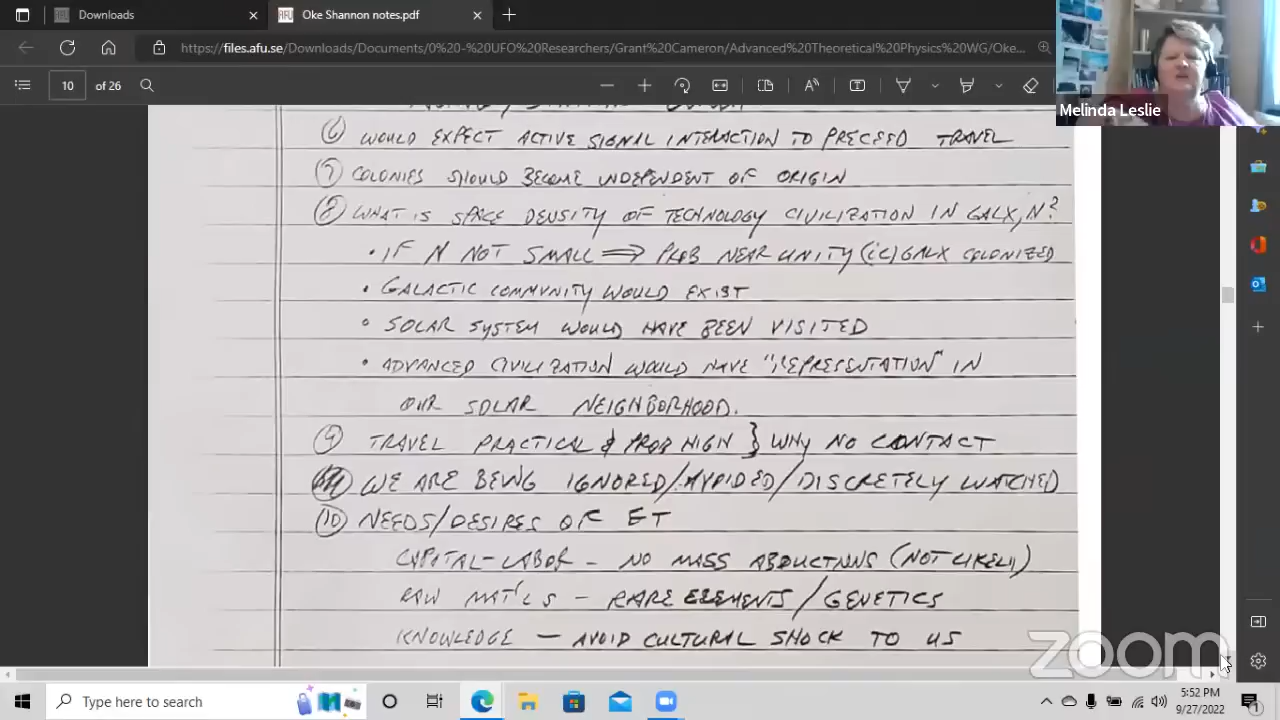 Downloads
Oke Shannon notes.pdf
https://files.afu.se/Downloads/Documents/0%20-%20UFO%20Researchers/Grant%20Cameron/Advanced%20Theoretical%20Physics%20WG/Oke...
10 of 26
Melinda Leslie
⑥ WOULD EXPECT ACTIVE SIGNAL INTERACTION TO PRECEED TRAVEL
⑦ COLONIES SHOULD BECOME INDEPENDENT OF ORIGIN
⑧ WHAT IS SPACE DENSITY OF TECHNOLOGY CIVILIZATION IN GALX, N?
• IF N NOT SMALL ⟹ PROB NEAR UNITY (ie) GALX COLONIZED
• GALACTIC COMMUNITY WOULD EXIST
• SOLAR SYSTEM WOULD HAVE BEEN VISITED
• ADVANCED CIVILIZATION WOULD HAVE "REPRESENTATION" IN
OUR SOLAR NEIGHBORHOOD.
⑨ TRAVEL PRACTICAL & PROB HIGH } WHY NO CONTACT
WE ARE BEING IGNORED/AVOIDED/DISCRETELY WATCHED
⑩ NEEDS/DESIRES OF ET
CAPITAL-LABOR - NO MASS ABDUCTIONS (NOT LIKELY)
RAW MAT'LS - RARE ELEMENTS/GENETICS
KNOWLEDGE - AVOID CULTURAL SHOCK TO US
zoom
Type here to search
5:52 PM
9/27/2022